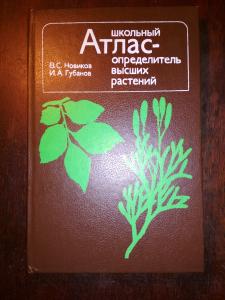 школьный
Атлас-
определитель
высших
растений
В.С. Новиков
И.А. Губанов